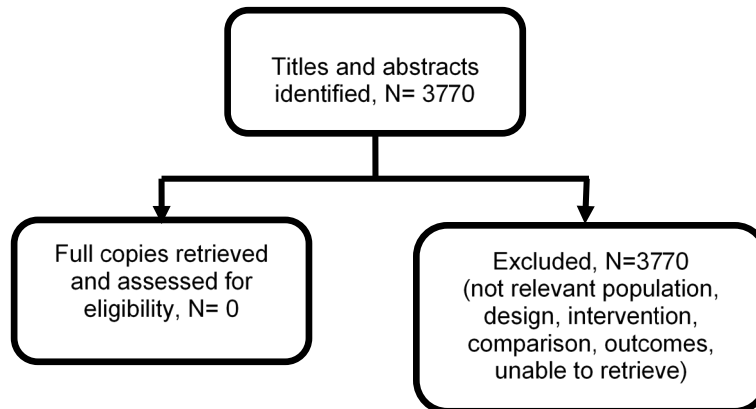 Titles and abstracts
identified, N= 3770
Full copies retrieved
and assessed for
eligibility, N= 0
Excluded, N=3770
(not relevant population,
design, intervention,
comparison, outcomes,
unable to retrieve)